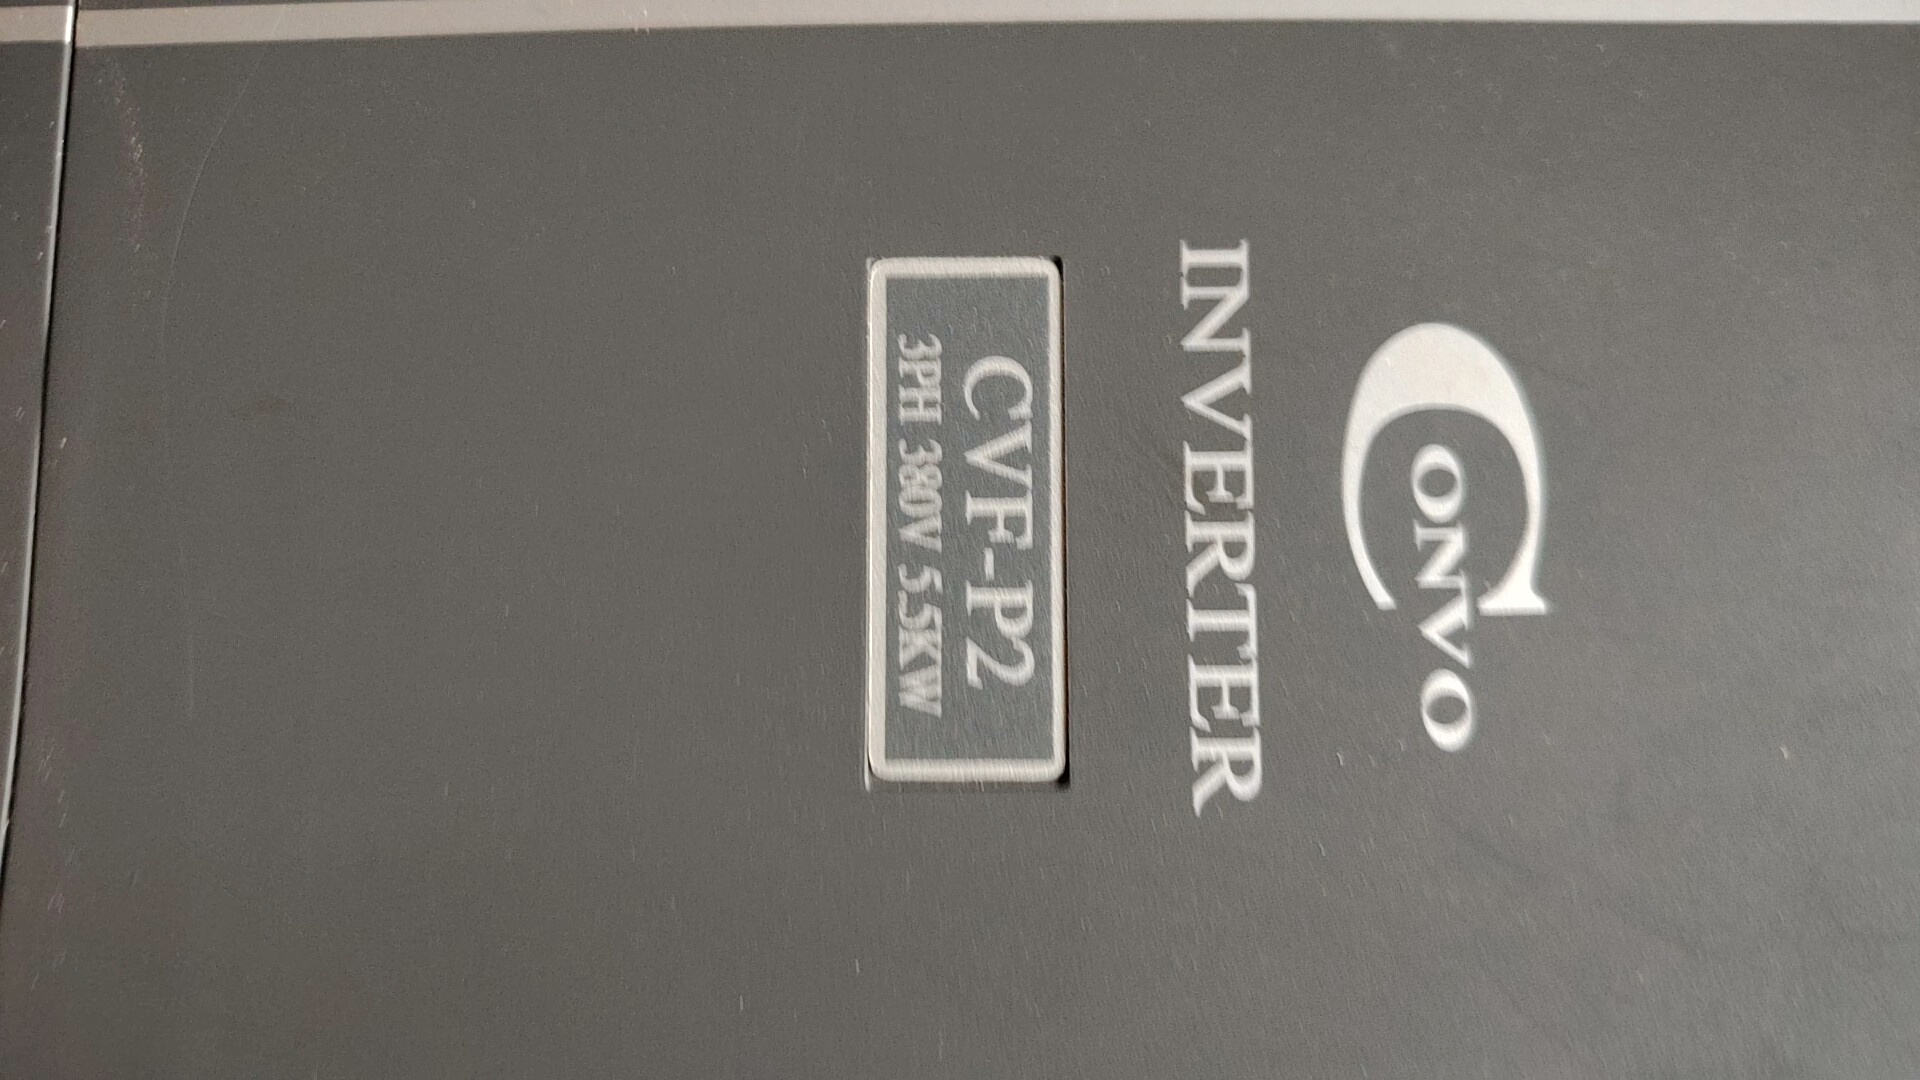 CONVO
INVERTER
CVF-P2
3PH 380V 5.5KW